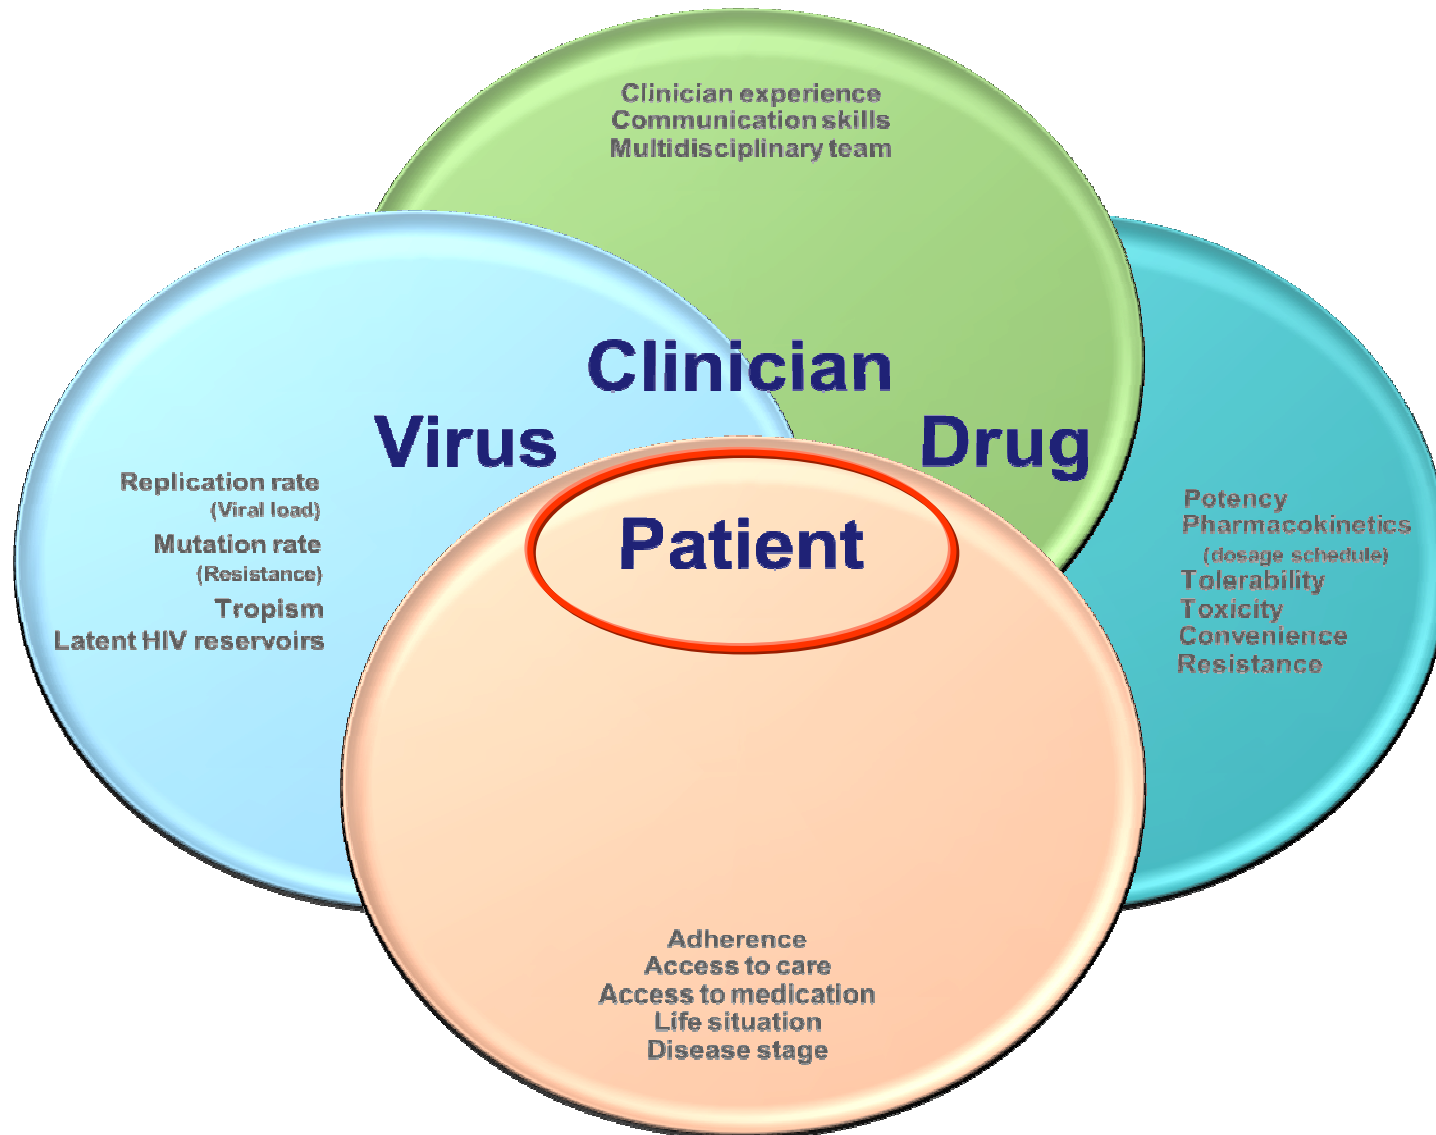 Clinician experience
Communication skills
Multidisciplinary team
Clinician
Virus
Drug
Patient
Replication rate
(Viral load)
Mutation rate
(Resistance)
Tropism
Latent HIV reservoirs
Potency
Pharmacokinetics
(dosage schedule)
Tolerability
Toxicity
Convenience
Resistance
Adherence
Access to care
Access to medication
Life situation
Disease stage